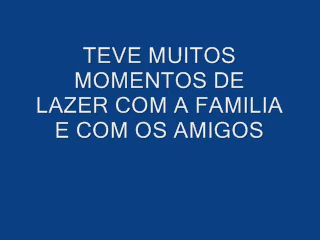 TEVE MUITOS
MOMENTOS DE
LAZER COM A FAMILIA
E COM OS AMIGOS